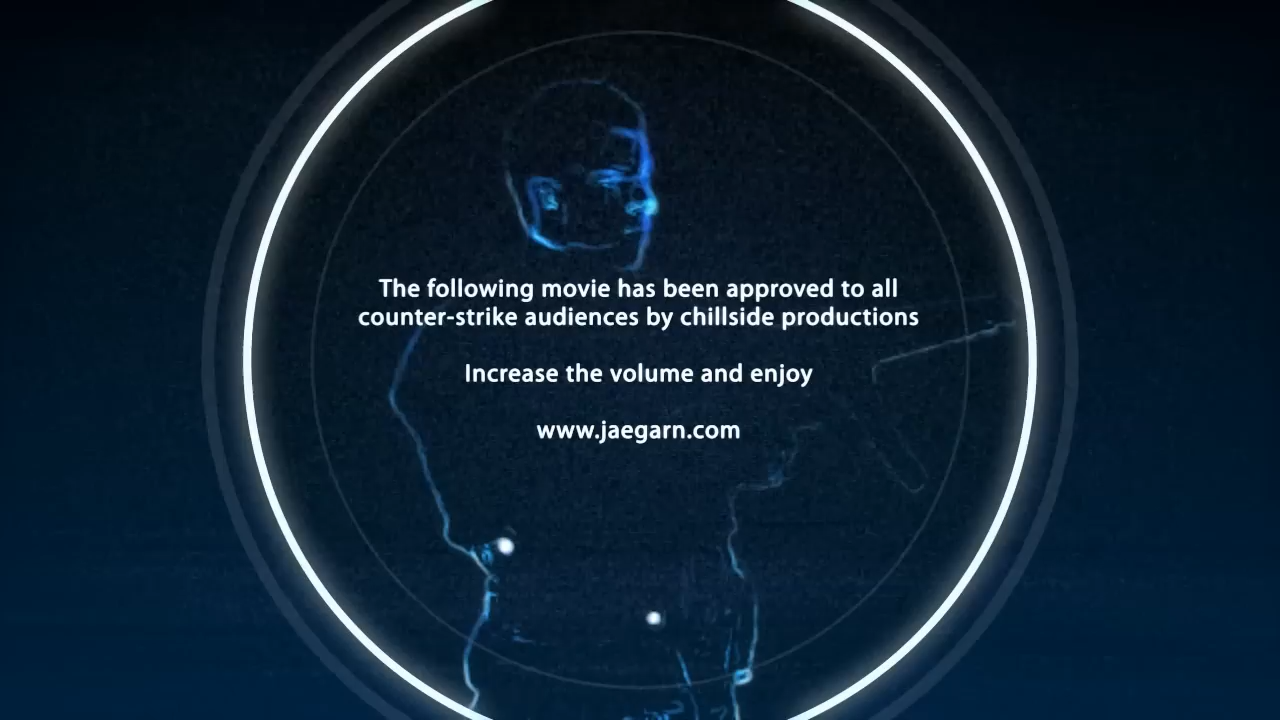 The following movie has been approved to all
counter-strike audiences by chillside productions
Increase the volume and enjoy
www.jaegarn.com